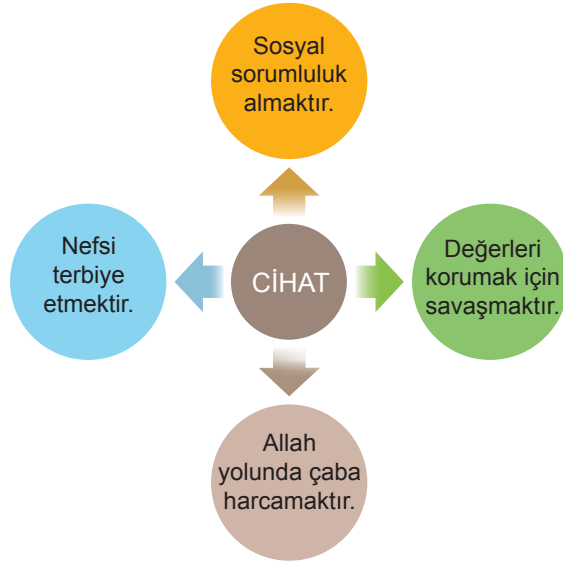 Sosyal
sorumluluk
almaktır.
Nefsi
terbiye
etmektir.
CİHAT
Değerleri
korumak için
savaşmaktır.
Allah
yolunda çaba
harcamaktır.